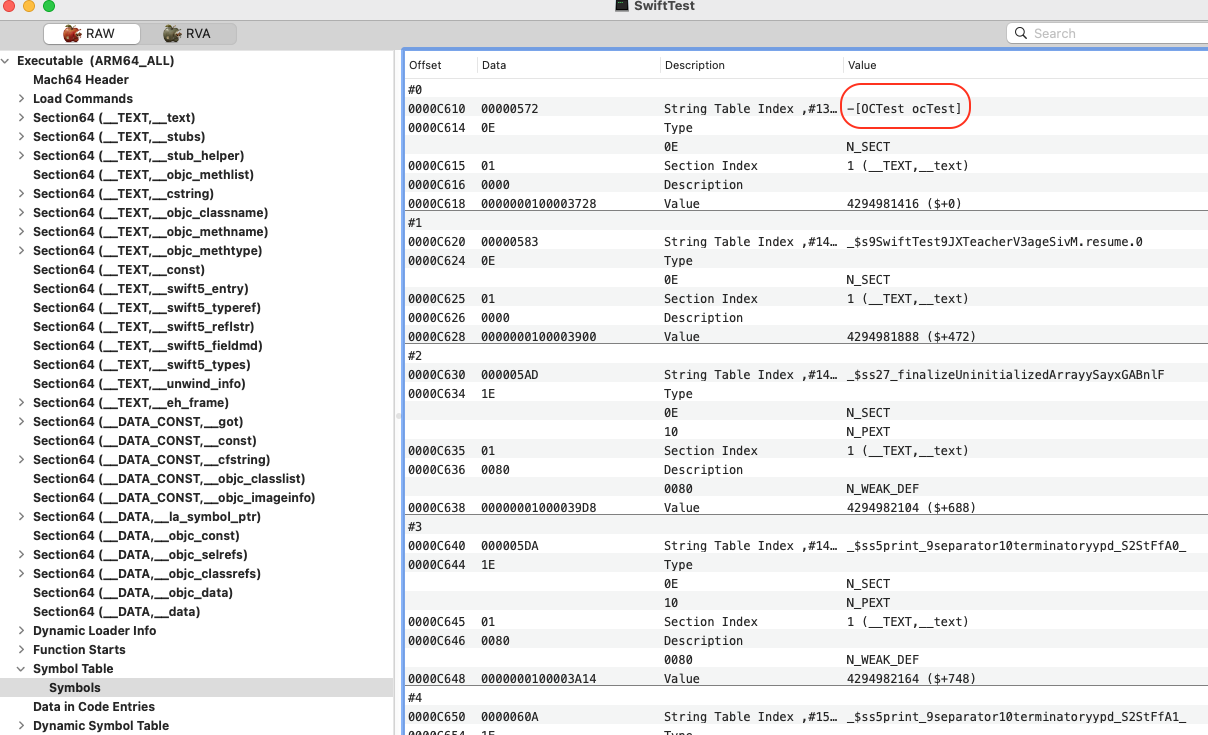 SwiftTest
RAW RVA Search
Executable (ARM64_ALL)
Mach64 Header
Load Commands
Section64 (__TEXT,__text)
Section64 (__TEXT,__stubs)
Section64 (__TEXT,__stub_helper)
Section64 (__TEXT,__objc_methlist)
Section64 (__TEXT,__cstring)
Section64 (__TEXT,__objc_classname)
Section64 (__TEXT,__objc_methname)
Section64 (__TEXT,__objc_methtype)
Section64 (__TEXT,__const)
Section64 (__TEXT,__swift5_entry)
Section64 (__TEXT,__swift5_typeref)
Section64 (__TEXT,__swift5_reflstr)
Section64 (__TEXT,__swift5_fieldmd)
Section64 (__TEXT,__swift5_types)
Section64 (__TEXT,__unwind_info)
Section64 (__TEXT,__eh_frame)
Section64 (__DATA_CONST,__got)
Section64 (__DATA_CONST,__const)
Section64 (__DATA_CONST,__cfstring)
Section64 (__DATA_CONST,__objc_classlist)
Section64 (__DATA_CONST,__objc_imageinfo)
Section64 (__DATA,__la_symbol_ptr)
Section64 (__DATA,__objc_const)
Section64 (__DATA,__objc_selrefs)
Section64 (__DATA,__objc_classrefs)
Section64 (__DATA,__objc_data)
Section64 (__DATA,__data)
Dynamic Loader Info
Function Starts
Symbol Table
Symbols
Data in Code Entries
Dynamic Symbol Table
Offset Data Description Value
#0
0000C610 00000572 String Table Index ,#13… -[OCTest ocTest]
0000C614 0E Type
0E N_SECT
0000C615 01 Section Index 1 (__TEXT,__text)
0000C616 0000 Description
0000C618 0000000100003728 Value 4294981416 ($+0)
#1
0000C620 00000583 String Table Index ,#14… _$s9SwiftTest9JXTeacherV3ageSivM.resume.0
0000C624 0E Type
0E N_SECT
0000C625 01 Section Index 1 (__TEXT,__text)
0000C626 0000 Description
0000C628 0000000100003900 Value 4294981888 ($+472)
#2
0000C630 000005AD String Table Index ,#14… _$ss27_finalizeUninitializedArrayySayxGABnlF
0000C634 1E Type
0E N_SECT
10 N_PEXT
0000C635 01 Section Index 1 (__TEXT,__text)
0000C636 0080 Description
0080 N_WEAK_DEF
0000C638 00000001000039D8 Value 4294982104 ($+688)
#3
0000C640 000005DA String Table Index ,#14… _$ss5print_9separator10terminatoryypd_S2StFfA0_
0000C644 1E Type
0E N_SECT
10 N_PEXT
0000C645 01 Section Index 1 (__TEXT,__text)
0000C646 0080 Description
0080 N_WEAK_DEF
0000C648 0000000100003A14 Value 4294982164 ($+748)
#4
0000C650 0000060A String Table Index ,#15… _$ss5print_9separator10terminatoryypd_S2StFfA1_
0000C654 1E Type